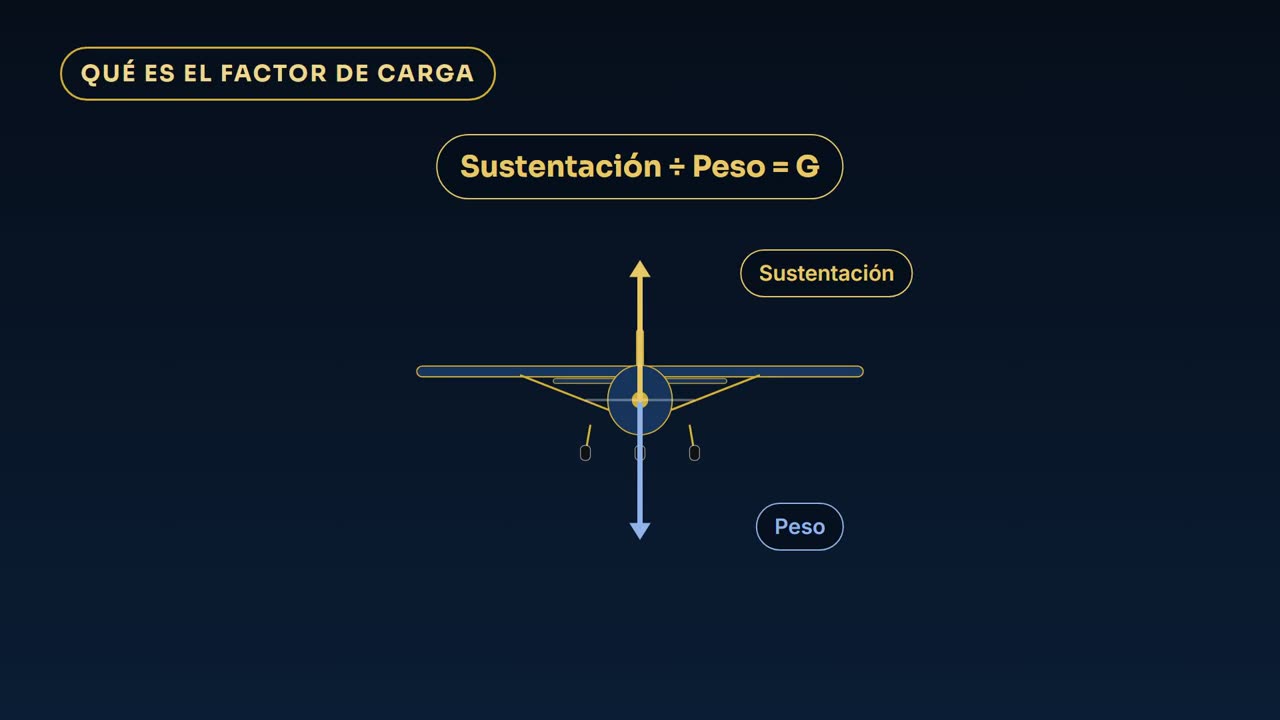 QUÉ ES EL FACTOR DE CARGA
Sustentación ÷ Peso = G
Sustentación
Peso